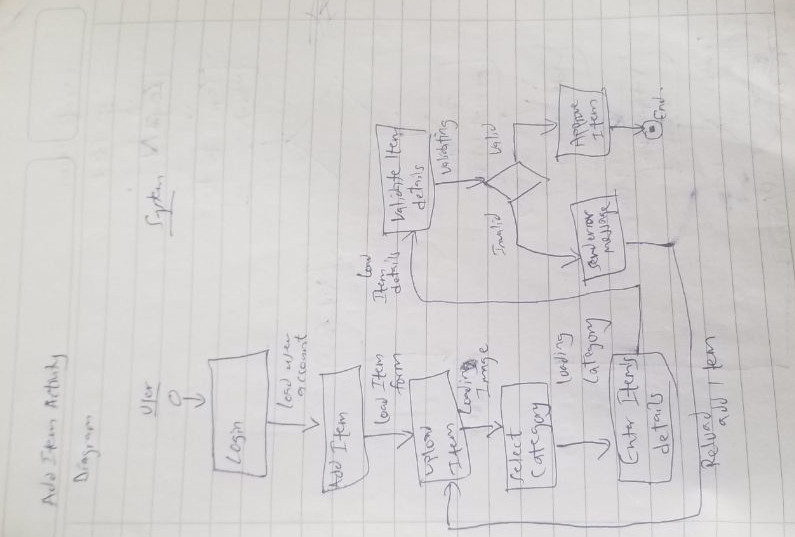 Add Item Activity
Diagram
User
System
Login
Load user
account
Add Item
Load Item
form
Upload
Item
Loading
Image
Select
Category
Loading
Category
Enter Items
details
Load
Item
details
Validate Item
details
Validating
Invalid
Valid
Send error
message
Approve
Item
End.
Reload
add Item